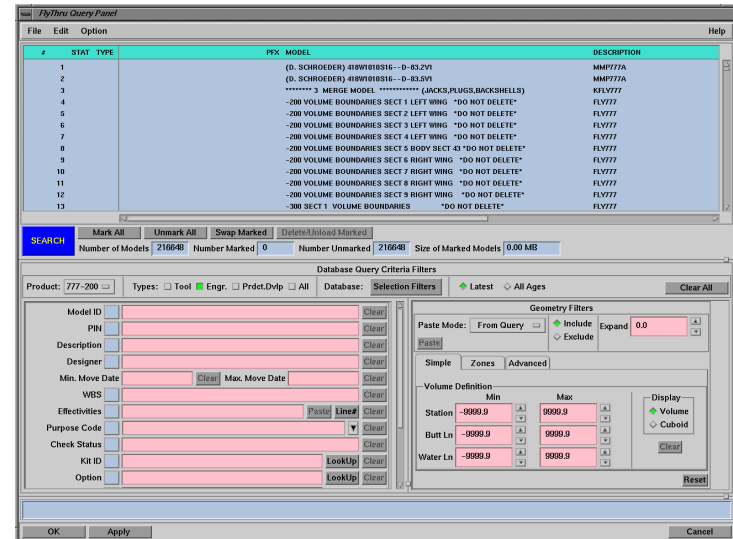 FlyThru Query Panel
File Edit Option Help
# STAT TYPE PFX MODEL DESCRIPTION
1 (D. SCHROEDER) 418W1010S16--D-83.2V1 MMP777A
2 (D. SCHROEDER) 418W1010S16--D-83.5V1 MMP777A
3 ******** 3 MERGE MODEL ************ (JACKS,PLUGS,BACKSHELLS) KFLY777
4 -200 VOLUME BOUNDARIES SECT 1 LEFT WING *DO NOT DELETE* FLY777
5 -200 VOLUME BOUNDARIES SECT 2 LEFT WING *DO NOT DELETE* FLY777
6 -200 VOLUME BOUNDARIES SECT 3 LEFT WING *DO NOT DELETE* FLY777
7 -200 VOLUME BOUNDARIES SECT 4 LEFT WING *DO NOT DELETE* FLY777
8 -200 VOLUME BOUNDARIES SECT 5 BODY SECT 43 *DO NOT DELETE* FLY777
9 -200 VOLUME BOUNDARIES SECT 6 RIGHT WING *DO NOT DELETE* FLY777
10 -200 VOLUME BOUNDARIES SECT 7 RIGHT WING *DO NOT DELETE* FLY777
11 -200 VOLUME BOUNDARIES SECT 8 RIGHT WING *DO NOT DELETE* FLY777
12 -200 VOLUME BOUNDARIES SECT 9 RIGHT WING *DO NOT DELETE* FLY777
13 -300 SECT 1 VOLUME BOUNDARIES *DO NOT DELETE* FLY777
SEARCH Mark All Unmark All Swap Marked Delete/Unload Marked
Number of Models 216648 Number Marked 0 Number Unmarked 216648 Size of Marked Models 0.00 MB
Database Query Criteria Filters
Product: 777-200 Types: Tool Engr. Prdct.Dvlp All Database: Selection Filters Latest All Ages Clear All
Model ID Clear
PIN Clear
Description Clear
Designer Clear
Min. Move Date Clear Max. Move Date Clear
WBS Clear
Effectivities Paste Line# Clear
Purpose Code Clear
Check Status Clear
Kit ID LookUp Clear
Option LookUp Clear
Geometry Filters
Paste Mode: From Query Include Exclude Expand 0.0
Paste
Simple Zones Advanced
Volume Definition
Min Max Display
Station -9999.9 9999.9 Volume
Cuboid
Butt Ln -9999.9 9999.9 Clear
Water Ln -9999.9 9999.9
Reset
OK Apply Cancel